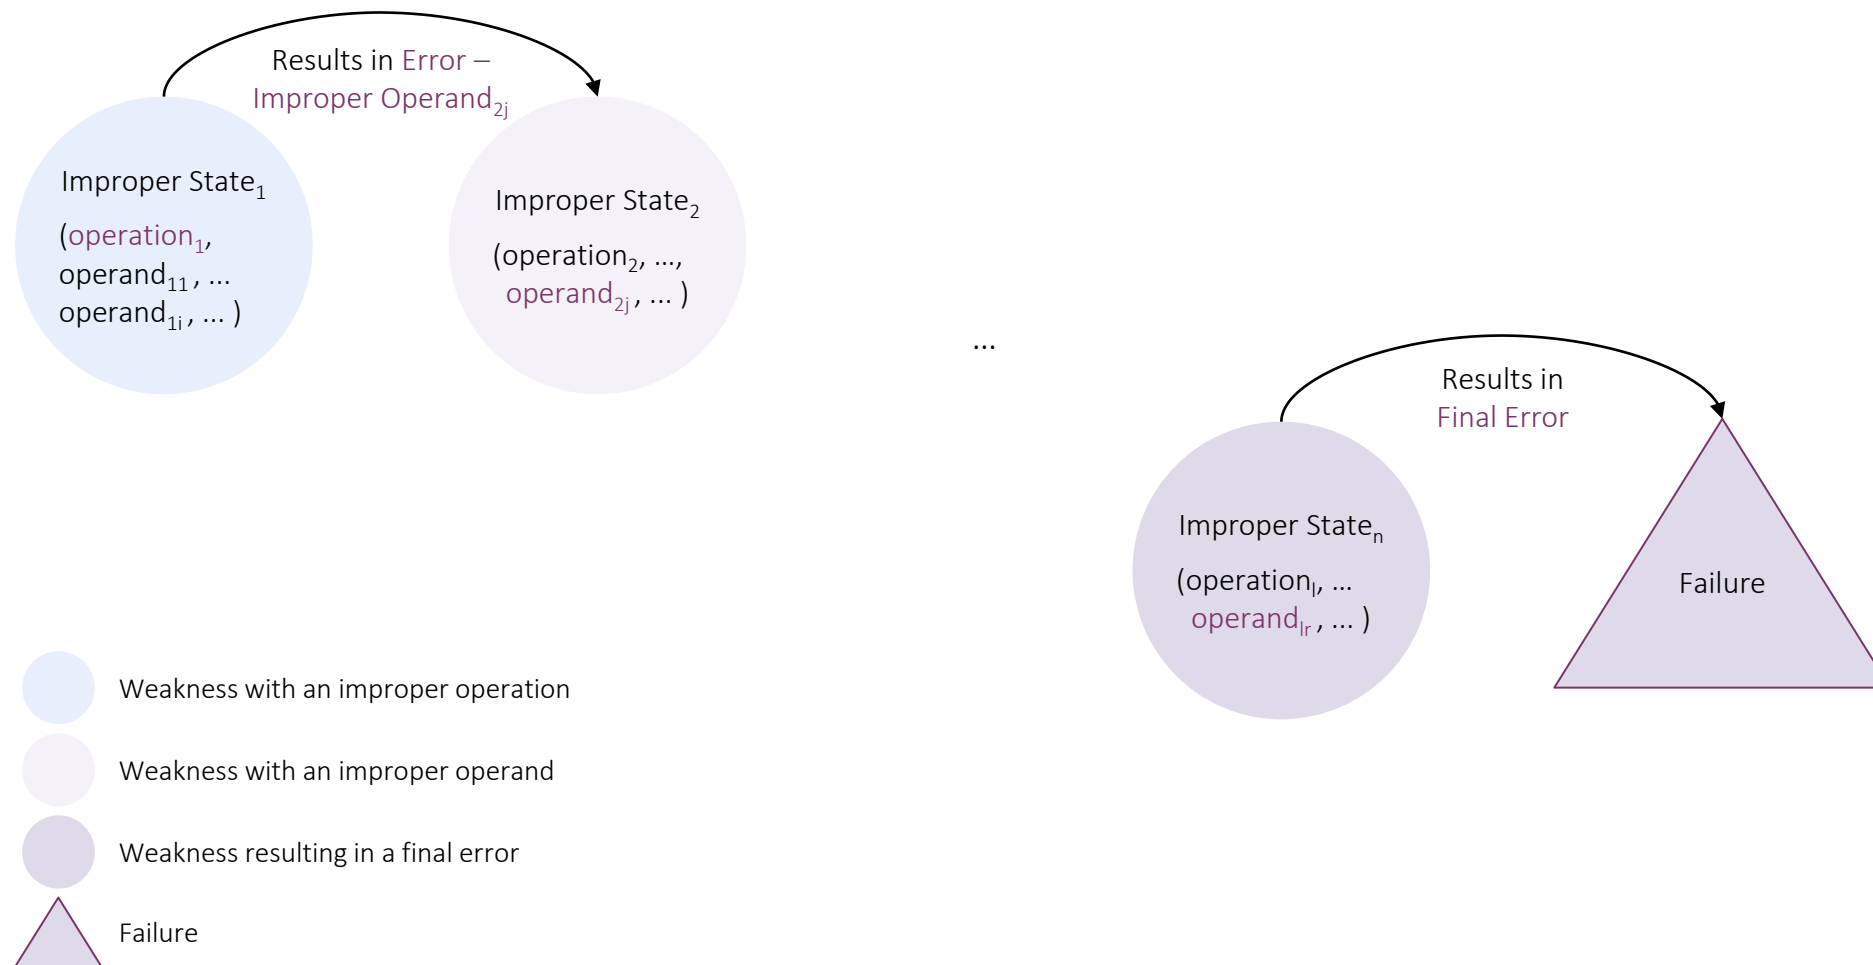 Results in Error –
Improper Operand2j
Improper State1
(operation1,
operand11, ...
operand1i, ... )
Improper State2
(operation2, ...,
operand2j, ... )
...
Results in
Final Error
Improper Staten
(operationl, ...
operandlr, ... )
Failure
Weakness with an improper operation
Weakness with an improper operand
Weakness resulting in a final error
Failure